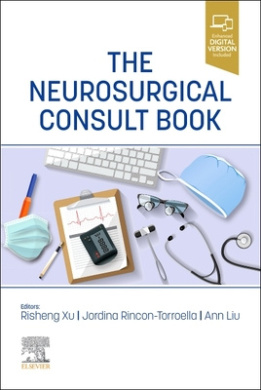 Enhanced
DIGITAL
VERSION
Included
THE
NEUROSURGICAL
CONSULT BOOK
Editors:
Risheng Xu | Jordina Rincon-Torroella | Ann Liu
ELSEVIER